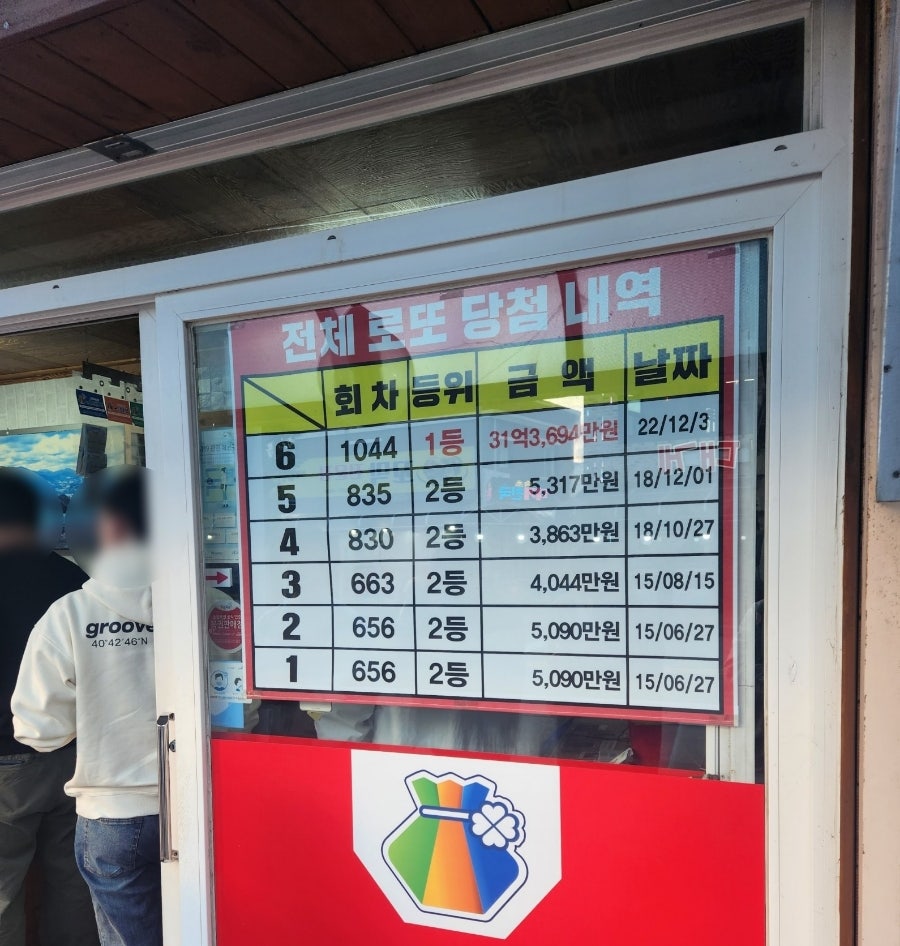 전체 로또 당첨 내역
회차 등위 금액 날짜
6 1044 1등 31억3,694만원 22/12/3
5 835 2등 5,317만원 18/12/01
4 830 2등 3,863만원 18/10/27
3 663 2등 4,044만원 15/08/15
2 656 2등 5,090만원 15/06/27
1 656 2등 5,090만원 15/06/27
groove
40°42'46"N